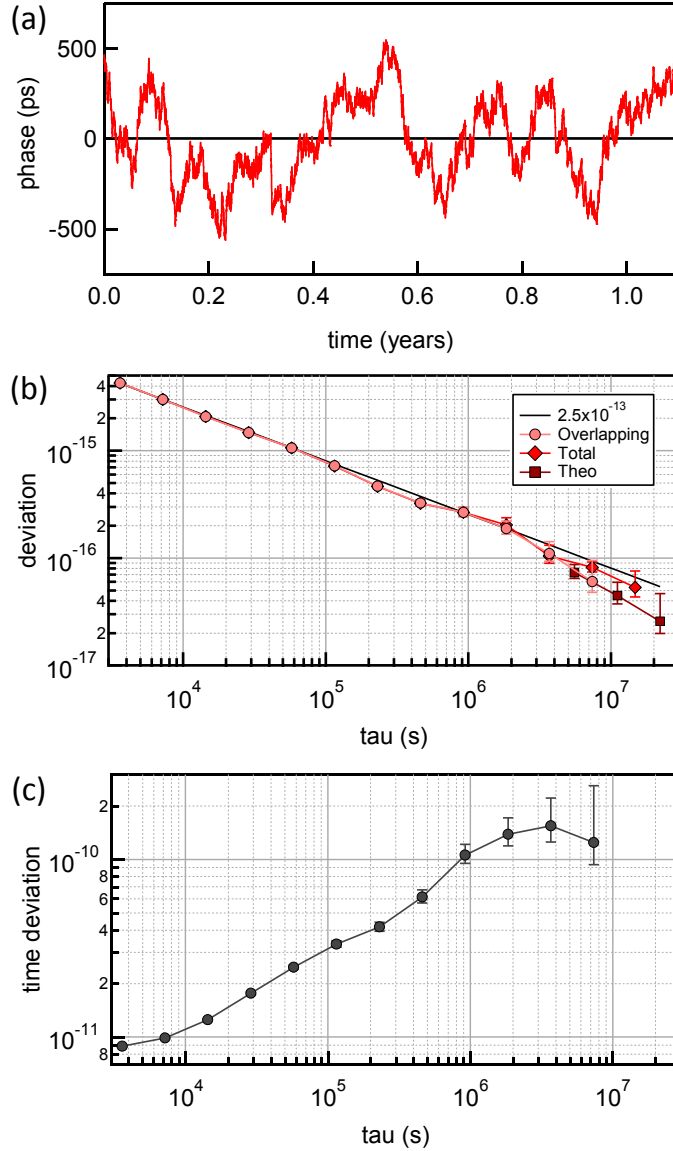 (a)
500
0
-500
phase (ps)
0.0 0.2 0.4 0.6 0.8 1.0
time (years)
(b)
4
2
10⁻¹⁵
4
2
10⁻¹⁶
4
2
10⁻¹⁷
deviation
2.5x10⁻¹³
Overlapping
Total
Theo
10⁴ 10⁵ 10⁶ 10⁷
tau (s)
(c)
2
10⁻¹⁰
8
6
4
2
10⁻¹¹
8
time deviation
10⁴ 10⁵ 10⁶ 10⁷
tau (s)